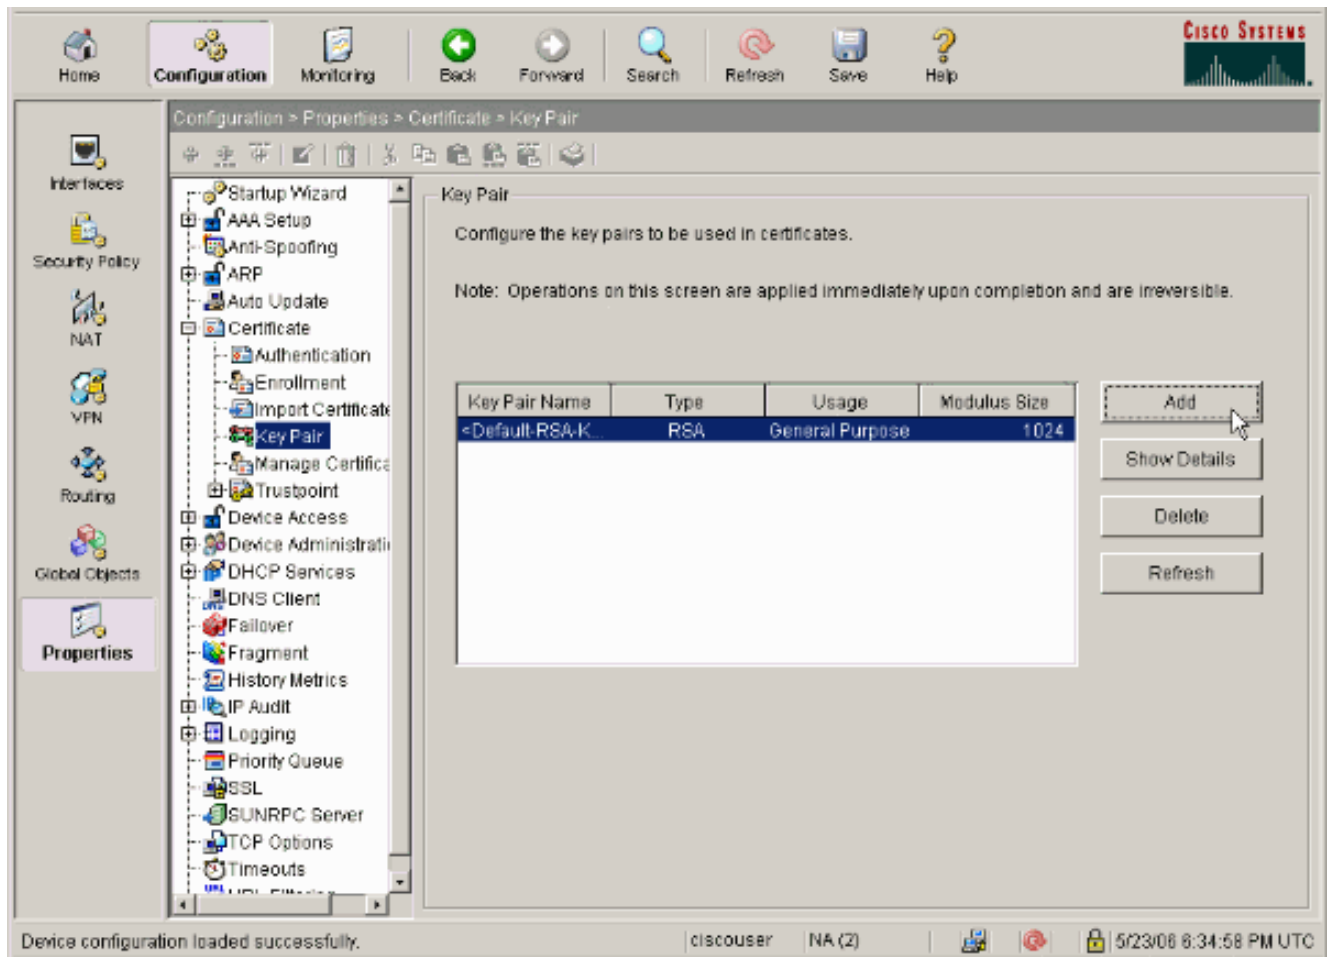 Home
Configuration
Monitoring
Back
Forward
Search
Refresh
Save
Help
CISCO SYSTEMS
Configuration > Properties > Certificate > Key Pair
Interfaces
Security Policy
NAT
VPN
Routing
Global Objects
Properties
Startup Wizard
AAA Setup
Anti-Spoofing
ARP
Auto Update
Certificate
Authentication
Enrollment
Import Certificate
Key Pair
Manage Certifica
Trustpoint
Device Access
Device Administrati
DHCP Services
DNS Client
Failover
Fragment
History Metrics
IP Audit
Logging
Priority Queue
SSL
SUNRPC Server
TCP Options
Timeouts
Key Pair
Configure the key pairs to be used in certificates.
Note: Operations on this screen are applied immediately upon completion and are irreversible.
Key Pair Name Type Usage Modulus Size
<Default-RSA-K... RSA General Purpose 1024
Add
Show Details
Delete
Refresh
Device configuration loaded successfully.
ciscouser
NA (2)
5/23/06 6:34:58 PM UTC